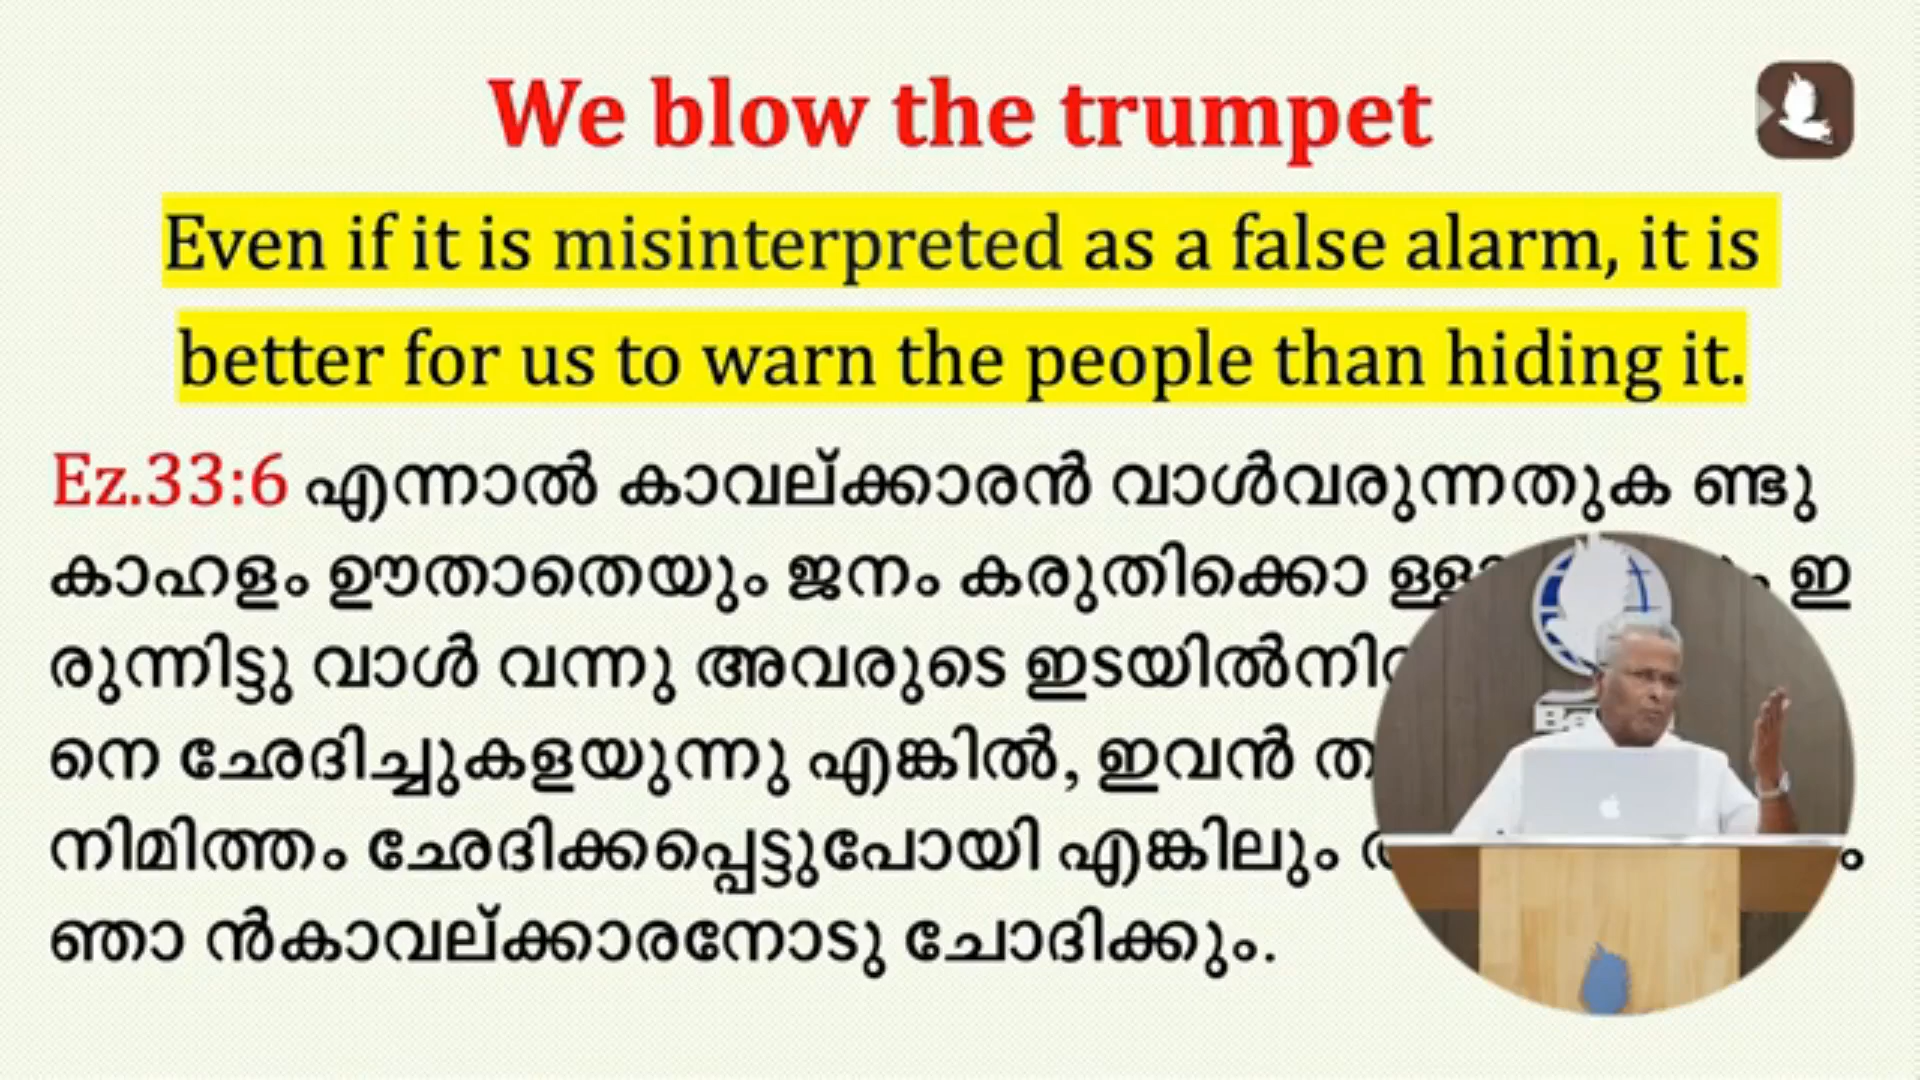 We blow the trumpet
Even if it is misinterpreted as a false alarm, it is
better for us to warn the people than hiding it.
Ez.33:6 എന്നാൽ കാവല്ക്കാരൻ വാൾവരുന്നതുക ണ്ടു
കാഹളം ഊതാതെയും ജനം കരുതിക്കൊ ഇ
രുന്നിട്ടു വാൾ വന്നു അവരുടെ
നെ ഛേദിച്ചുകളയുന്നു എങ്കിൽ, ഇവൻ
നിമിത്തം ഛേദിക്കപ്പെട്ടുപോയി എങ്കിലും
ഞാ ൻകാവല്ക്കാരനോടു ചോദിക്കും.